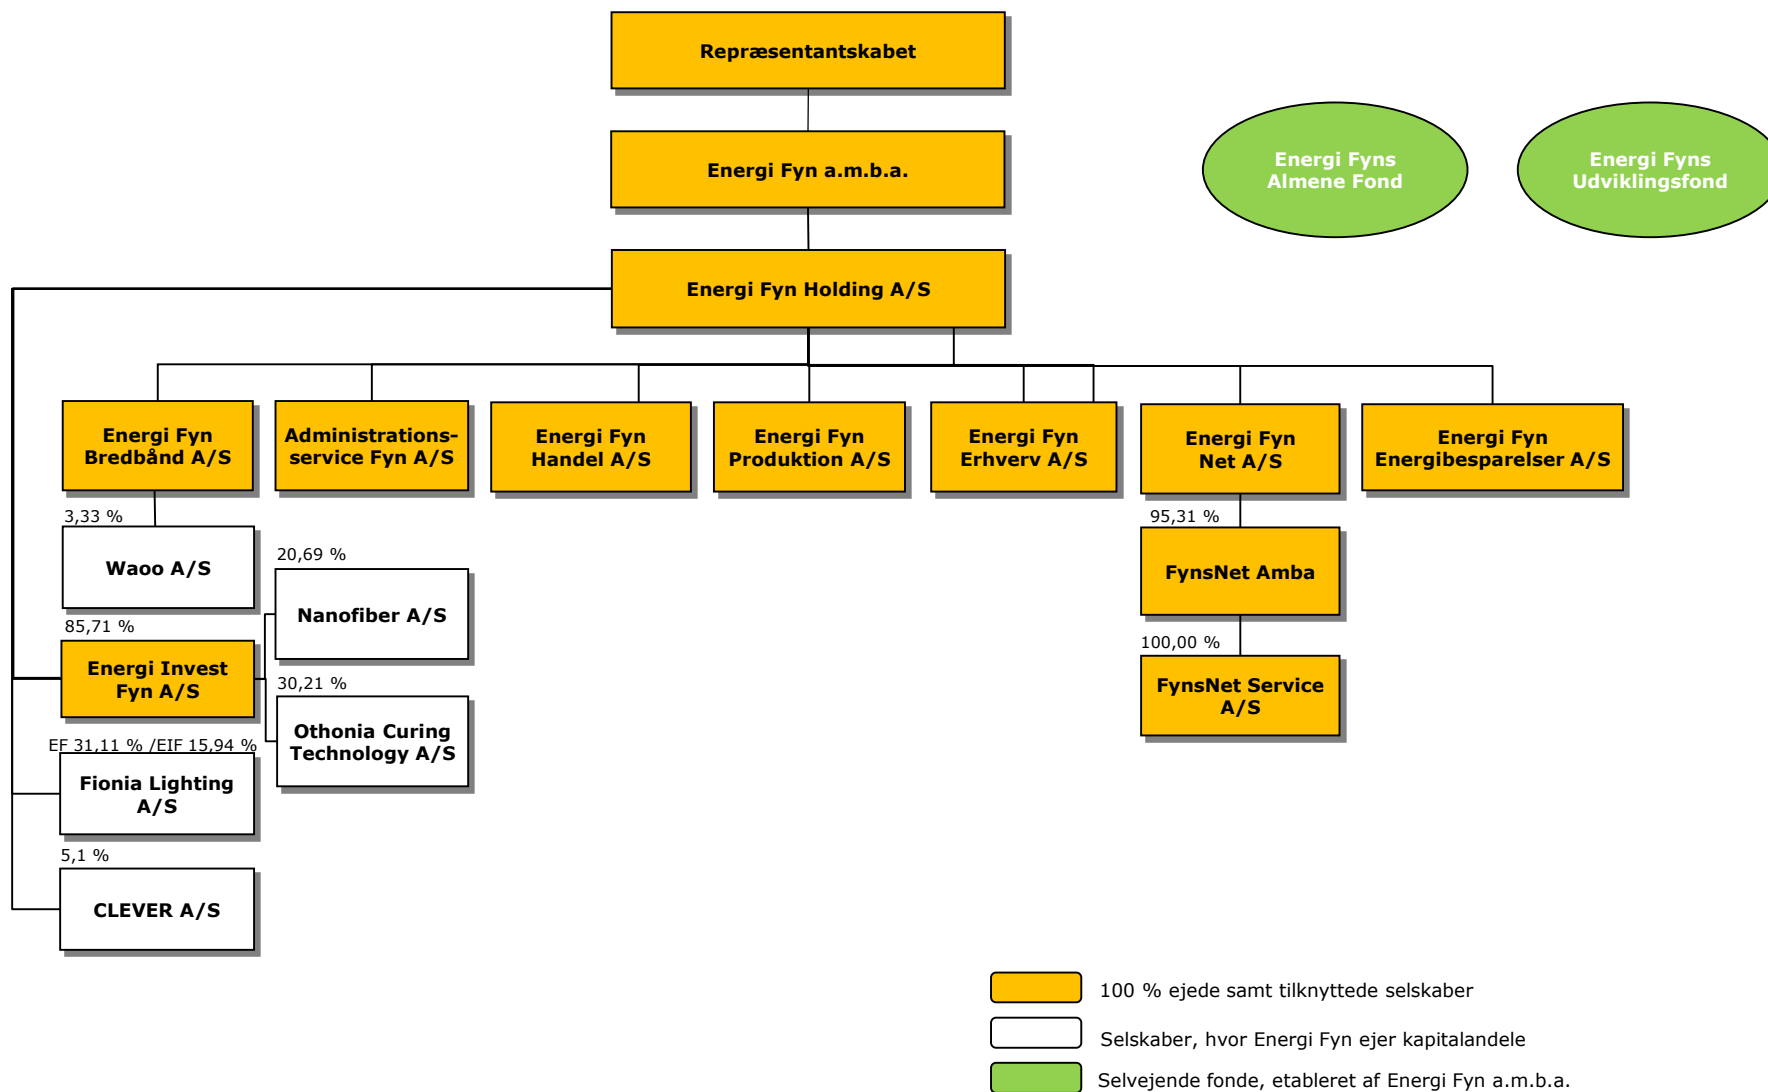 Repræsentantskabet
Energi Fyn a.m.b.a.
Energi Fyns
Almene Fond
Energi Fyns
Udviklingsfond
Energi Fyn Holding A/S
Energi Fyn
Bredbånd A/S
Administrations-
service Fyn A/S
Energi Fyn
Handel A/S
Energi Fyn
Produktion A/S
Energi Fyn
Erhverv A/S
Energi Fyn
Net A/S
Energi Fyn
Energibesparelser A/S
3,33 %
Waoo A/S
95,31 %
FynsNet Amba
20,69 %
Nanofiber A/S
85,71 %
Energi Invest
Fyn A/S
100,00 %
FynsNet Service
A/S
30,21 %
Othonia Curing
Technology A/S
EF 31,11 % /EIF 15,94 %
Fionia Lighting
A/S
5,1 %
CLEVER A/S
100 % ejede samt tilknyttede selskaber
Selskaber, hvor Energi Fyn ejer kapitalandele
Selvejende fonde, etableret af Energi Fyn a.m.b.a.